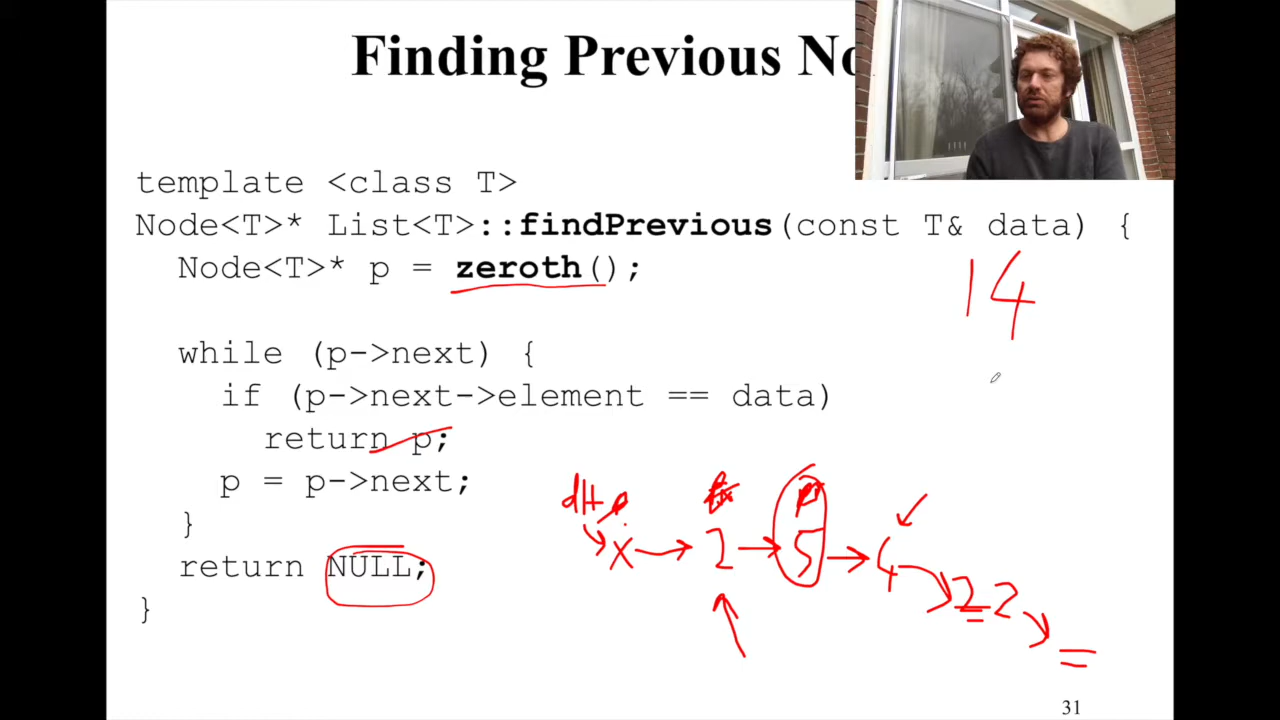 Finding Previous No
template <class T>
Node<T>* List<T>::findPrevious(const T& data) {
Node<T>* p = zeroth();
14
while (p->next) {
if (p->next->element == data)
return p;
p = p->next;
}
return NULL;
}
dH p
x 2 5 4 22
31